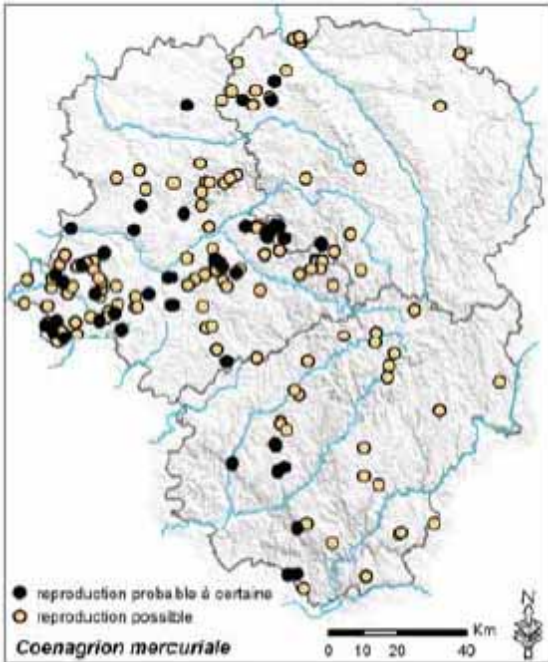 reproduction probable à certaine
reproduction possible
Coenagrion mercuriale
N
Km
0 10 20 40